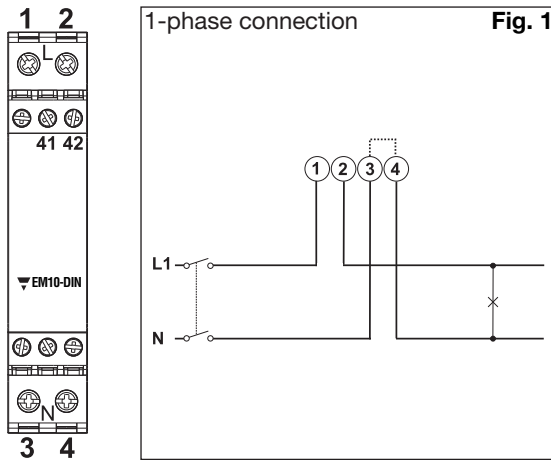 1 2
L
41 42
EM10-DIN
N
3 4
1-phase connection Fig. 1
1 2 3 4
L1
N